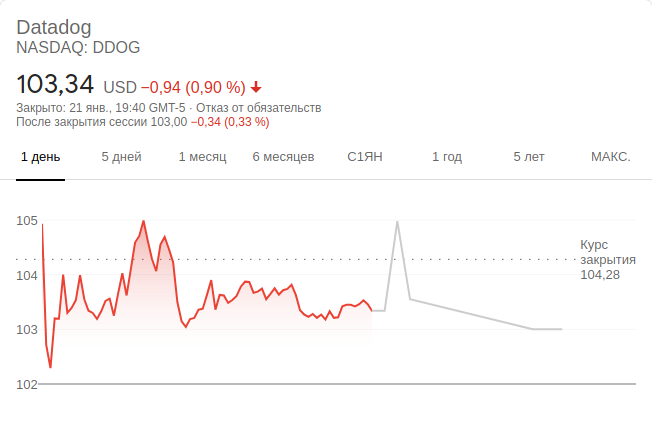 Datadog
NASDAQ: DDOG
103,34 USD −0,94 (0,90 %)
Закрыто: 21 янв., 19:40 GMT-5 · Отказ от обязательств
После закрытия сессии 103,00 −0,34 (0,33 %)
1 день 5 дней 1 месяц 6 месяцев С1ЯН 1 год 5 лет МАКС.
105
Курс
закрытия
104,28
104
103
102